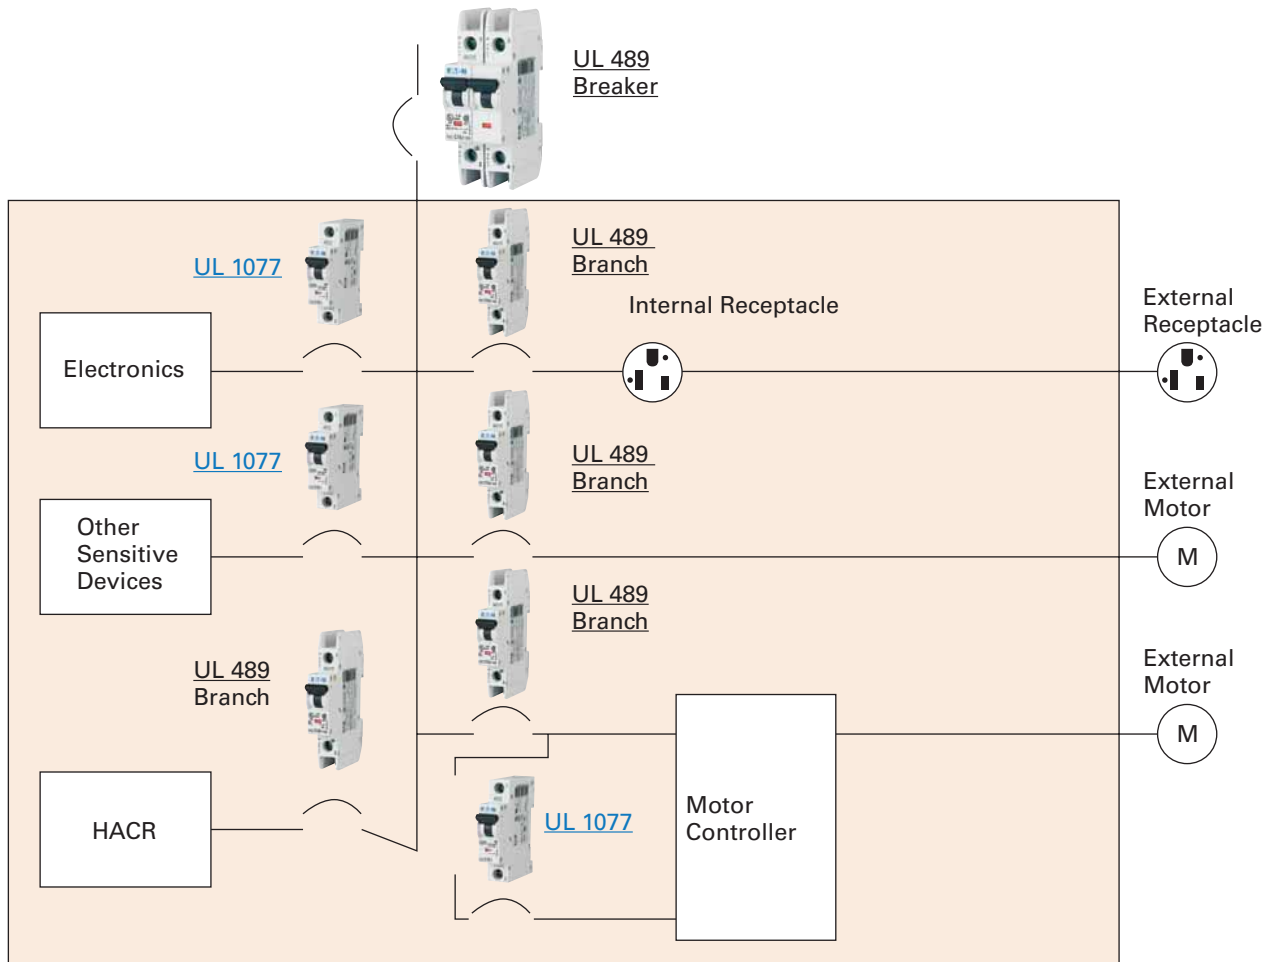 UL 489
Breaker
UL 489
Branch
UL 1077
Internal Receptacle
External
Receptacle
Electronics
UL 1077
UL 489
Branch
External
Motor
M
Other
Sensitive
Devices
UL 489
Branch
UL 489
Branch
External
Motor
M
HACR
UL 1077
Motor
Controller